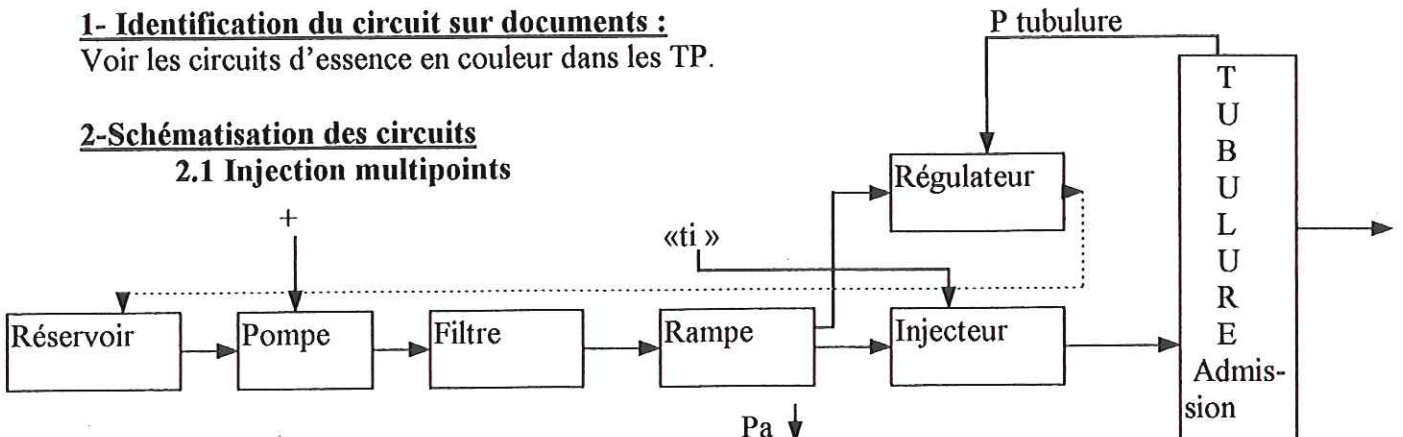 1- Identification du circuit sur documents :
Voir les circuits d’essence en couleur dans les TP.
P tubulure
2-Schématisation des circuits
2.1 Injection multipoints
T
U
B
U
L
U
R
E
Admis-
sion
Régulateur
+
«ti »
Réservoir
Pompe
Filtre
Rampe
Injecteur
Pa